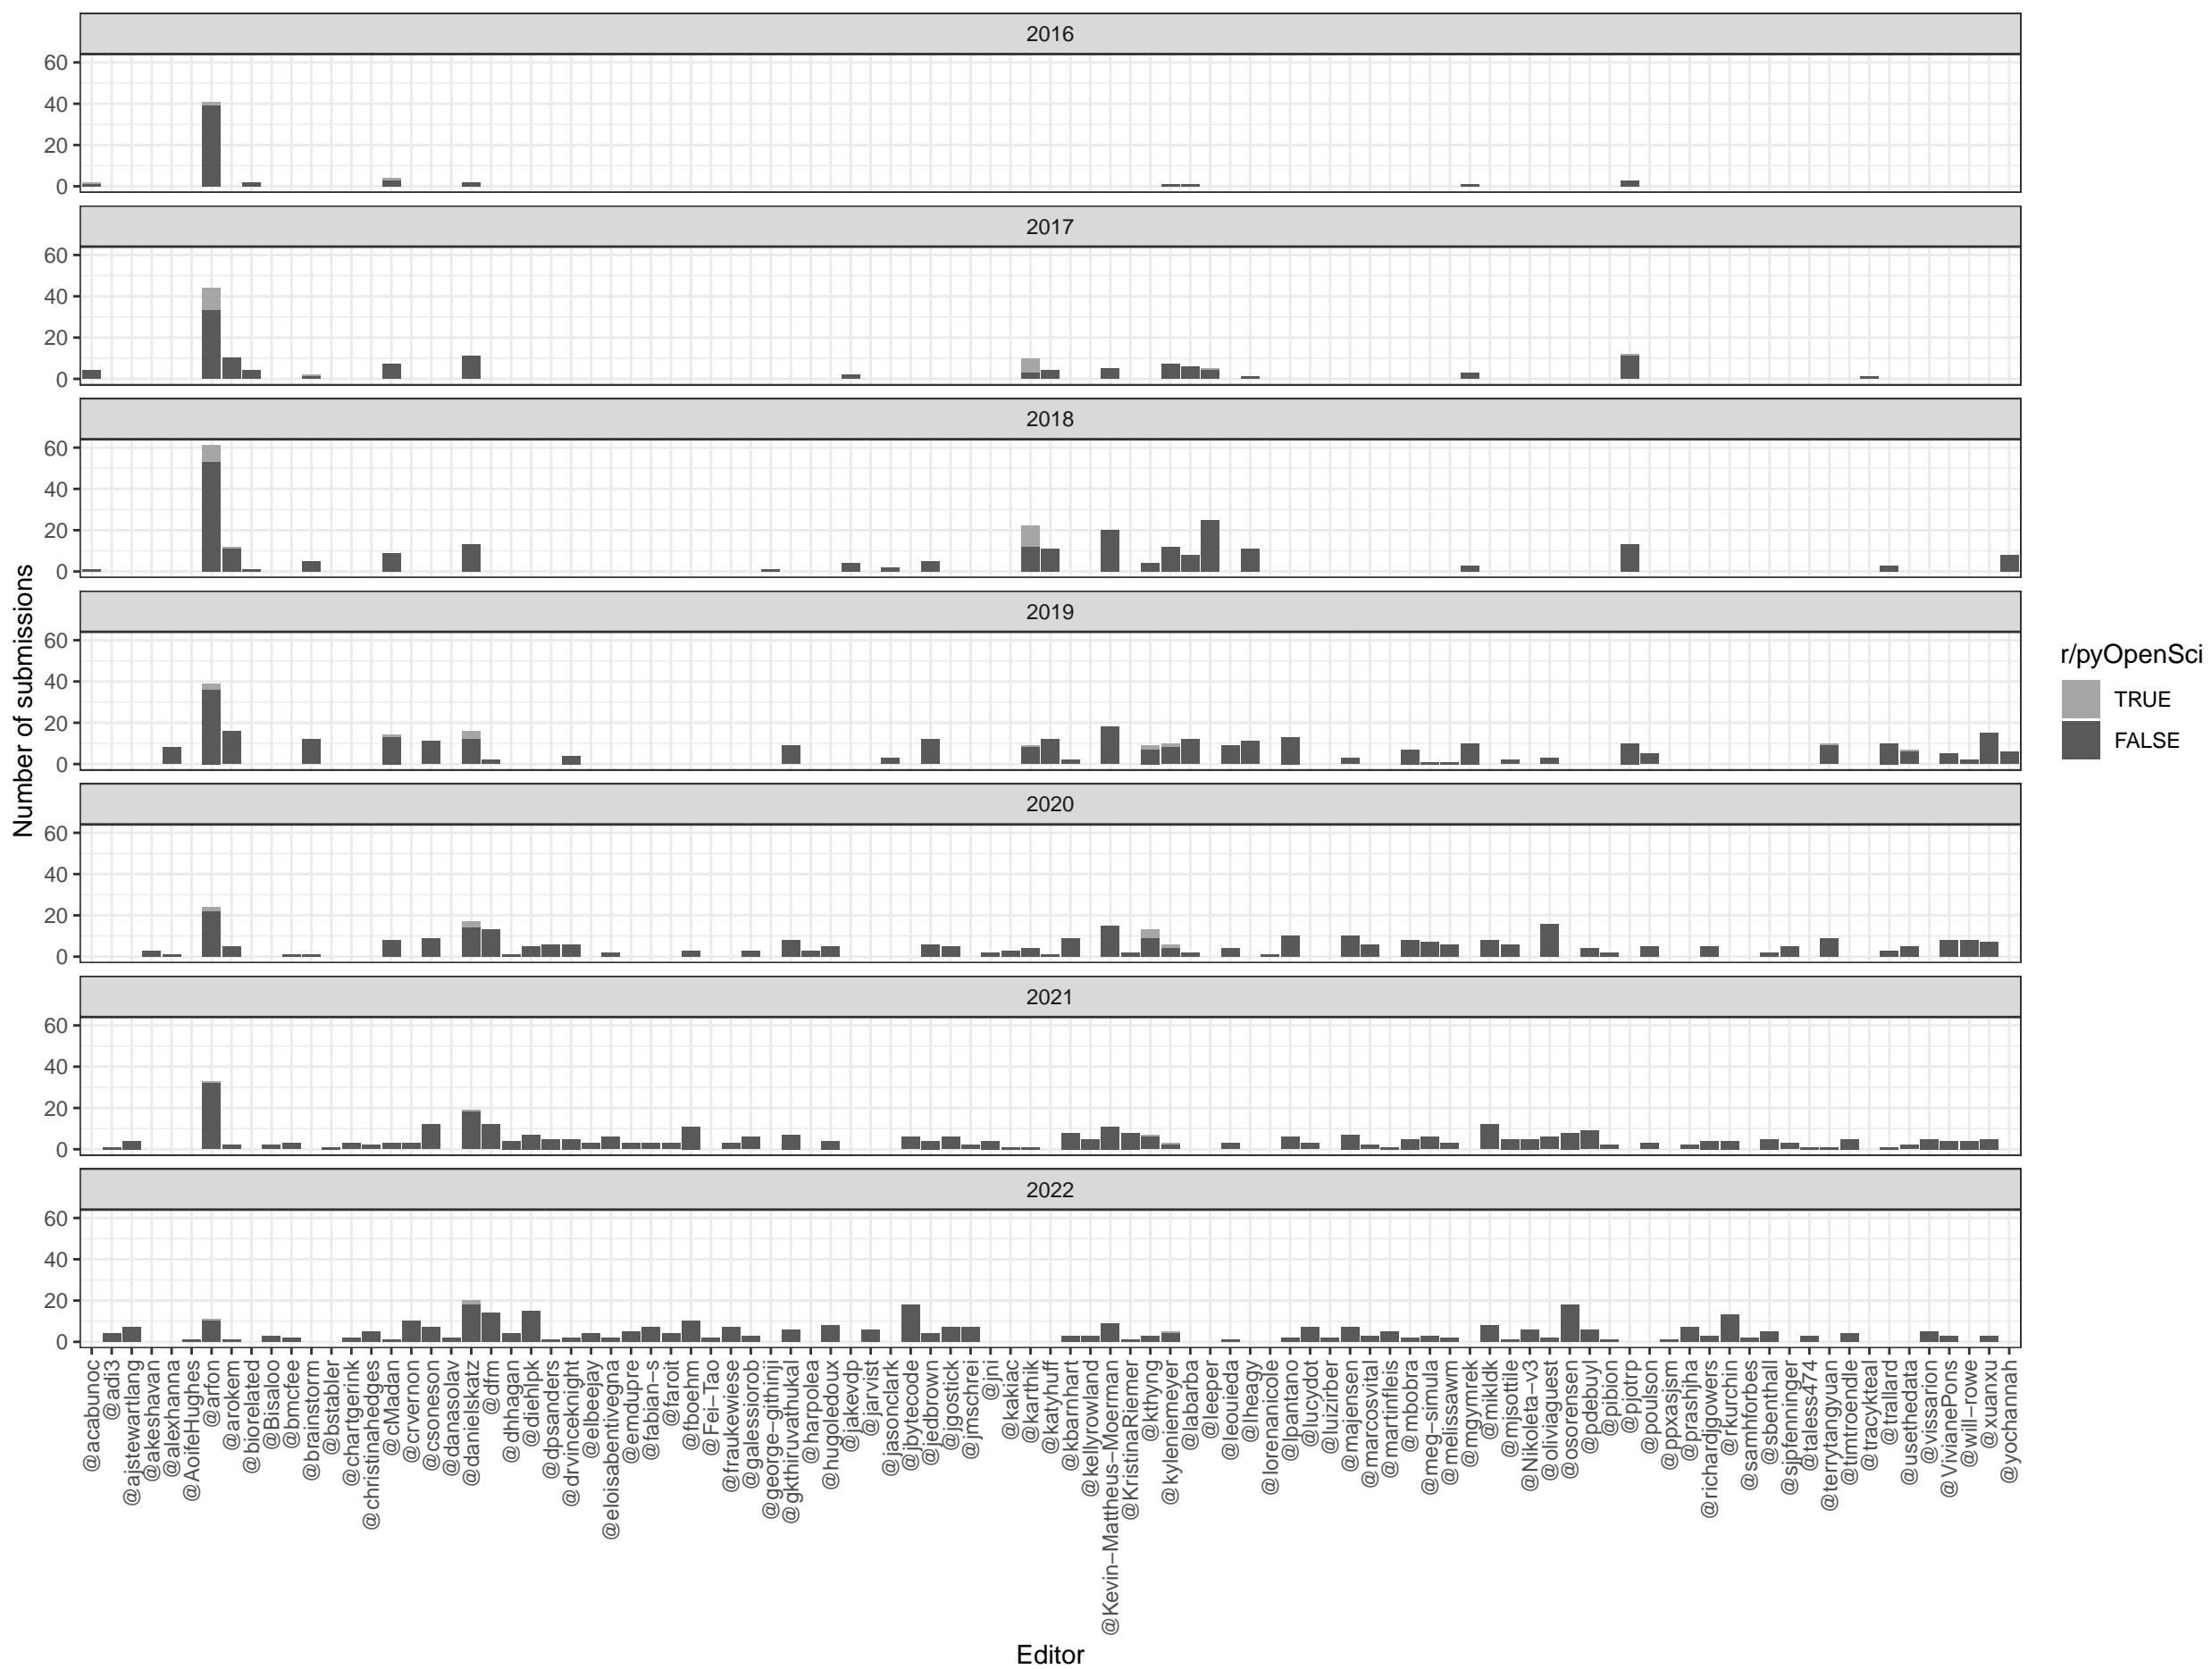 2016
60
40
20
0
2017
60
40
20
0
2018
60
40
20
0
2019
60
40
20
0
2020
60
40
20
0
2021
60
40
20
0
2022
60
40
20
0
Number of submissions
@acabunoc
@adi3
@ajstewartlang
@akeshavan
@alexhanna
@AoifeHughes
@arfon
@arokem
@biorelated
@Bisaloo
@bmcfee
@brainstorm
@bstabler
@chartgerink
@christinahedges
@cMadan
@crvernon
@csoneson
@danasolav
@danielskatz
@dfm
@dhhagan
@diehlpk
@dpsanders
@drvinceknight
@elbeejay
@eloisabentivegna
@emdupre
@fabian-s
@faroit
@fboehm
@Fei-Tao
@fraukewiese
@galessiorob
@george-githinji
@gkthiruvathukal
@harpolea
@hugoledoux
@jakevdp
@jarvist
@jasonclark
@jbytecode
@jedbrown
@jgostick
@jmschrei
@jni
@kakiac
@karthik
@katyhuff
@kbarnhart
@kellyrowland
@Kevin-Mattheus-Moerman
@KristinaRiemer
@kthyng
@kyleniemeyer
@labarba
@leeper
@leouieda
@lheagy
@lorenanicole
@lpantano
@lucydot
@luizirber
@majensen
@marcosvital
@martinfleis
@mbobra
@meg-simula
@melissawm
@mgymrek
@mikldk
@mjsottile
@Nikoleta-v3
@oliviaguest
@osorensen
@pdebuyl
@pibion
@pjotrp
@poulson
@ppxasjsm
@prashjha
@richardjgowers
@rkurchin
@samhforbes
@sbenthall
@sjpfenninger
@taless474
@terrytangyuan
@timtroendle
@tracykteal
@trallard
@usethedata
@vissarion
@VivianePons
@will-rowe
@xuanxu
@yochannah
Editor
r/pyOpenSci
TRUE
FALSE